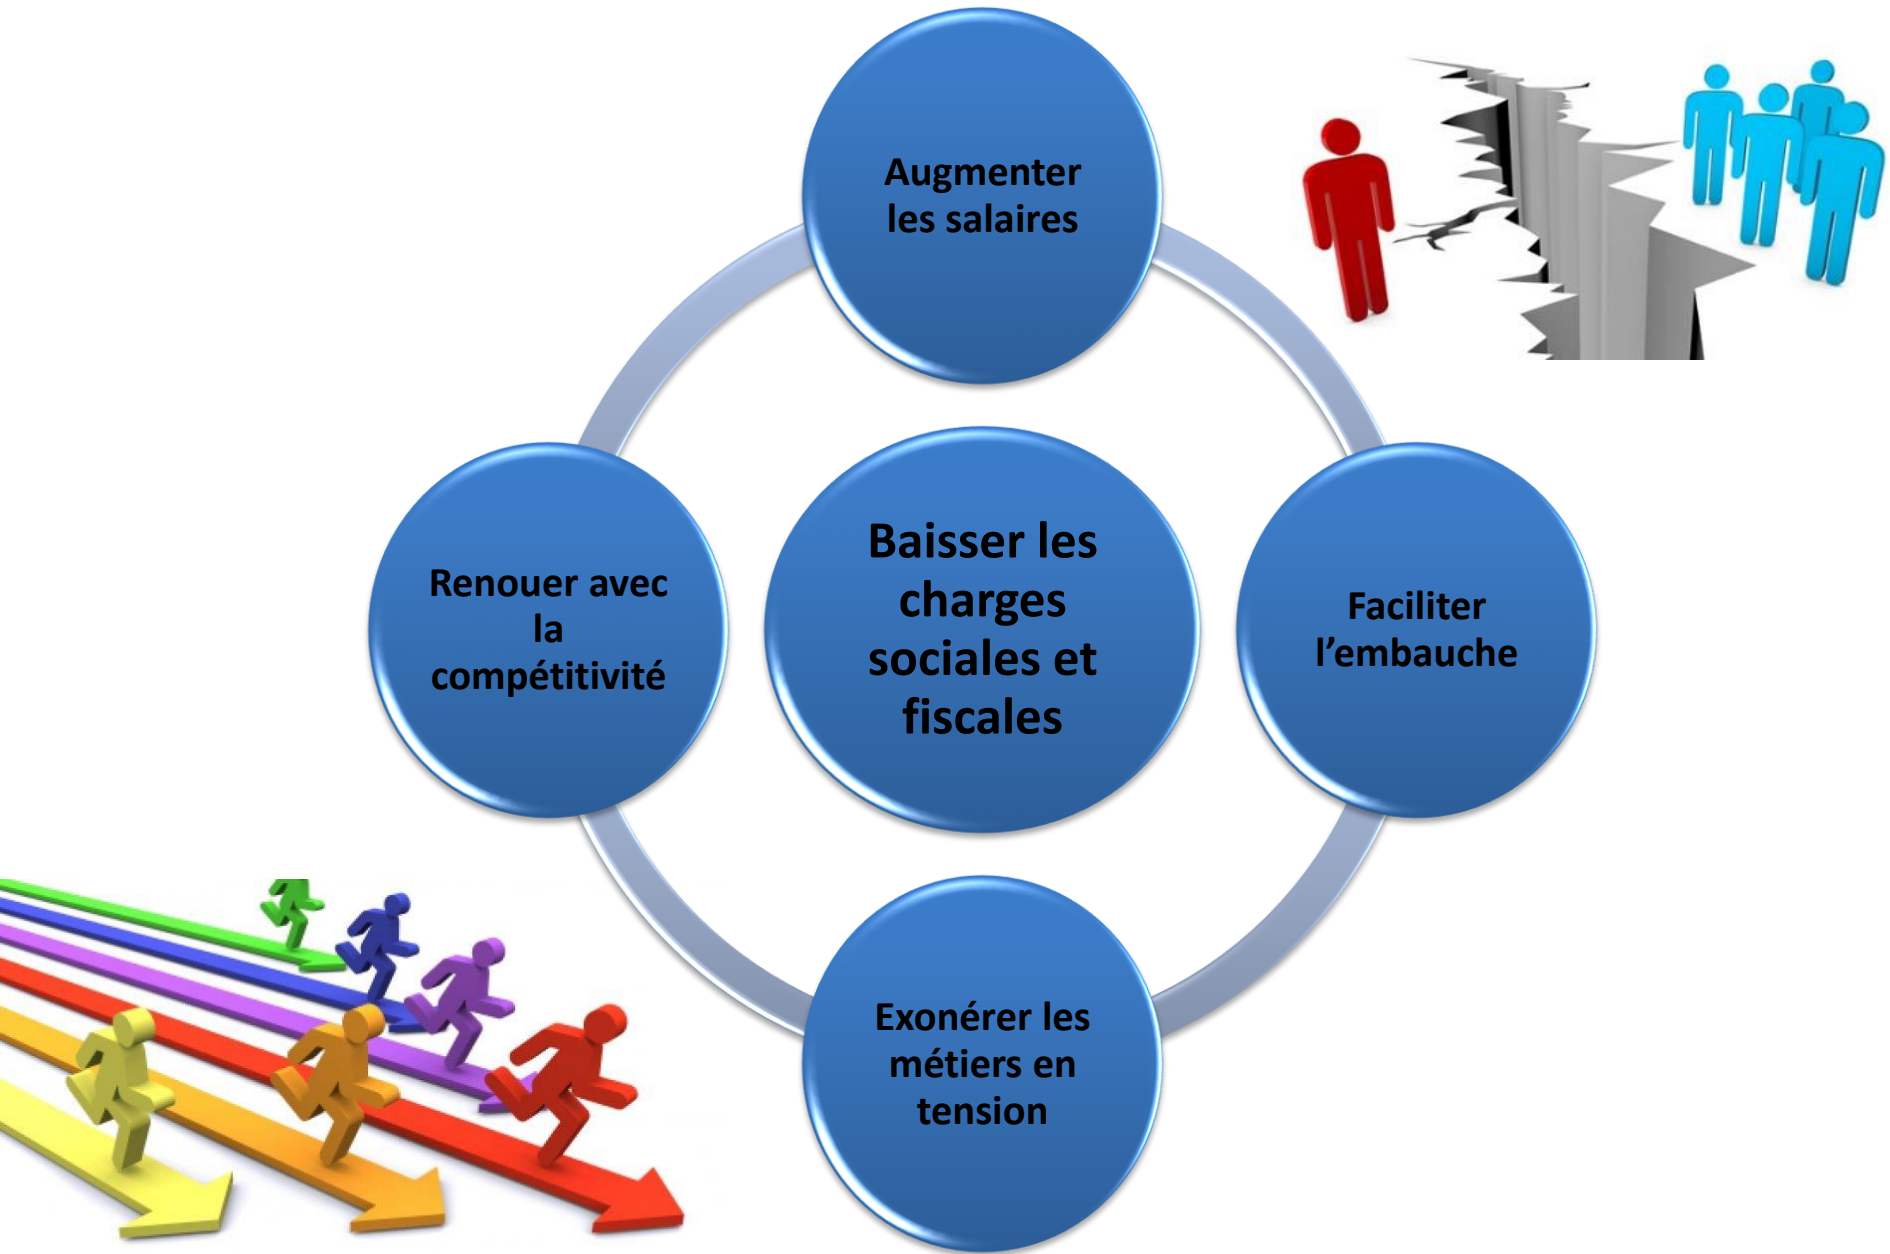 Augmenter
les salaires
Renouer avec
la
compétitivité
Baisser les
charges
sociales et
fiscales
Faciliter
l’embauche
Exonérer les
métiers en
tension